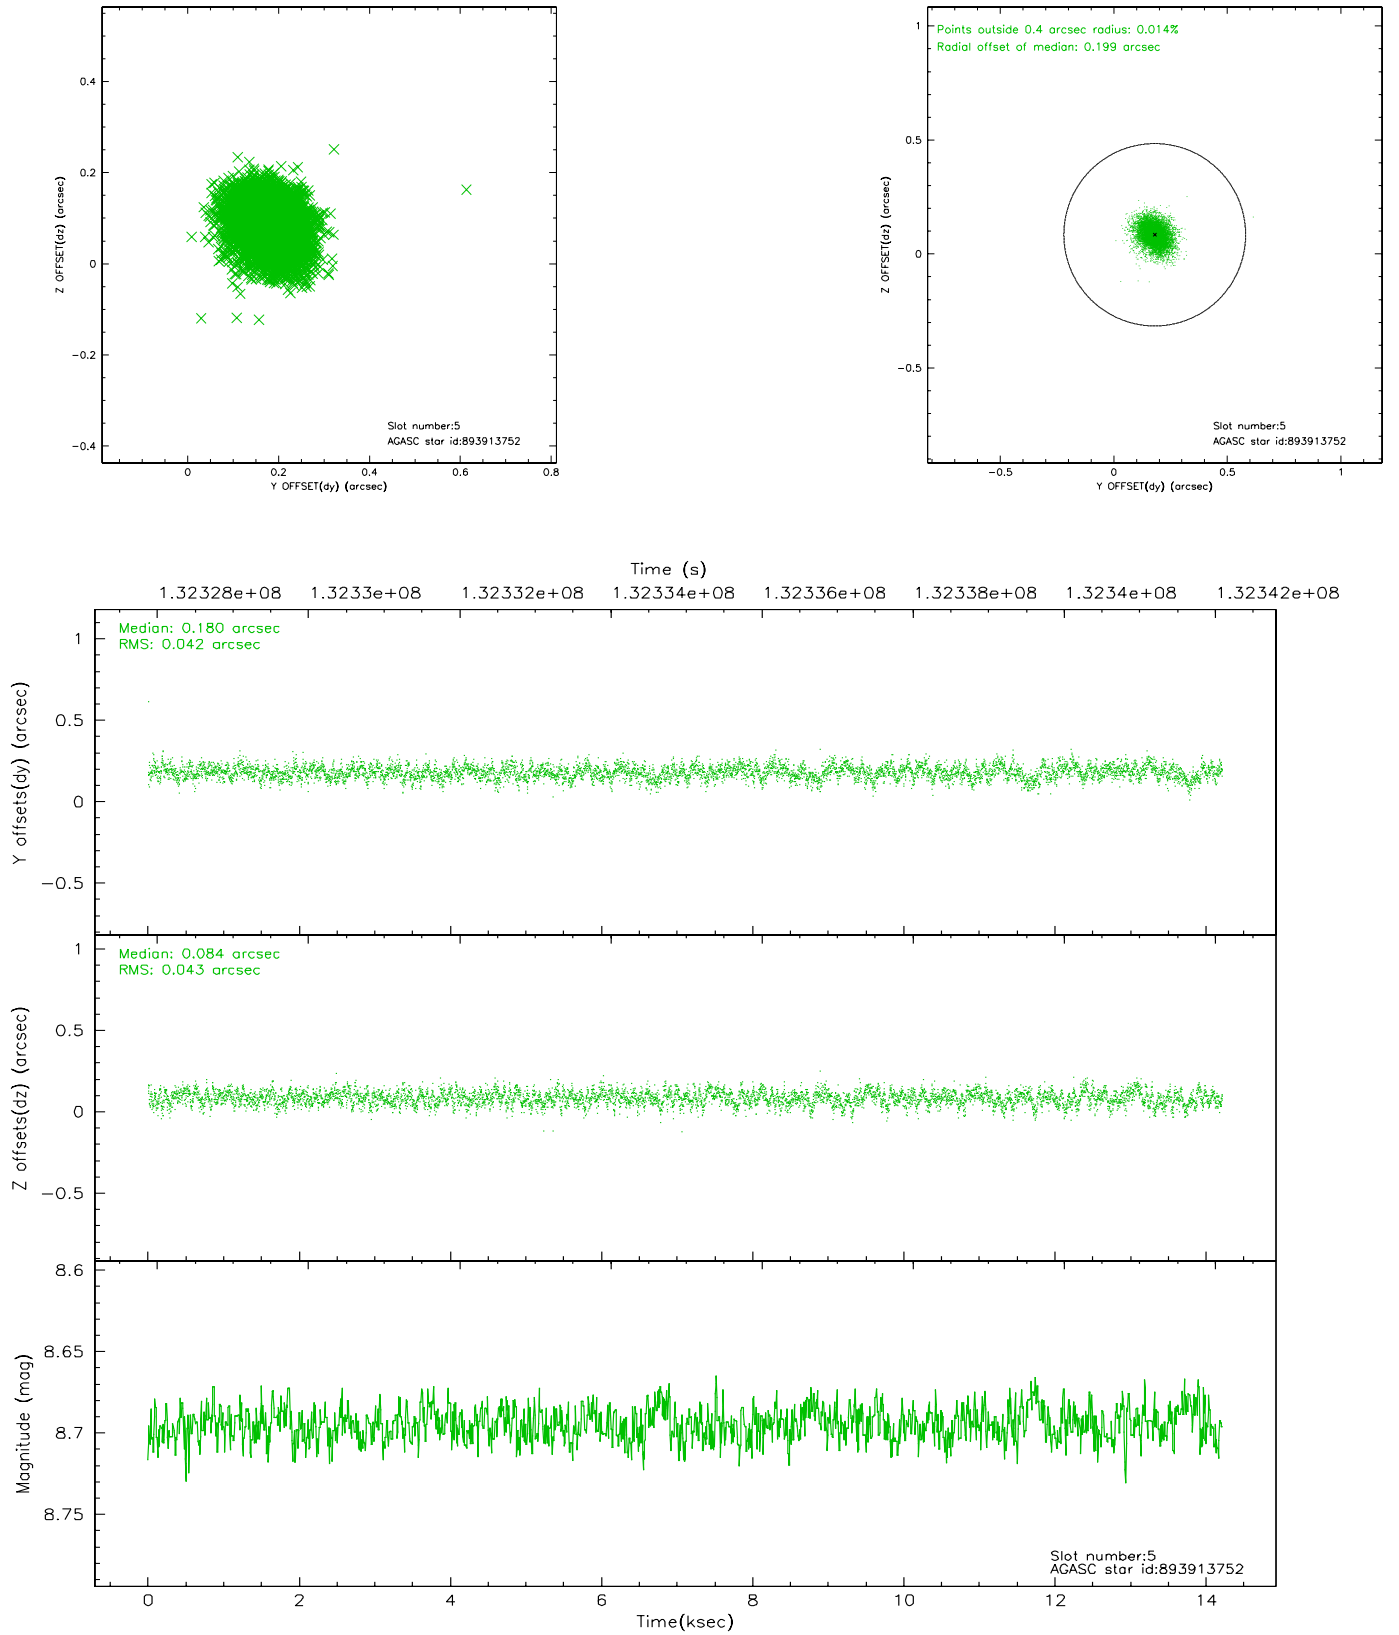 0.4
0.2
0
−0.2
−0.4
Z OFFSET(dz) (arcsec)
0
0.2
0.4
0.6
0.8
Y OFFSET(dy) (arcsec)
Slot number:5
AGASC star id:893913752
Points outside 0.4 arcsec radius: 0.014%
Radial offset of median: 0.199 arcsec
1
0.5
0
−0.5
Z OFFSET(dz) (arcsec)
−0.5
0
0.5
1
Y OFFSET(dy) (arcsec)
Slot number:5
AGASC star id:893913752
Time (s)
1.32328e+08
1.3233e+08
1.32332e+08
1.32334e+08
1.32336e+08
1.32338e+08
1.3234e+08
1.32342e+08
Median: 0.180 arcsec
RMS: 0.042 arcsec
1
0.5
0
−0.5
Y offsets(dy) (arcsec)
Median: 0.084 arcsec
RMS: 0.043 arcsec
1
0.5
0
−0.5
Z offsets(dz) (arcsec)
8.6
8.65
8.7
8.75
Magnitude (mag)
Slot number:5
AGASC star id:893913752
0
2
4
6
8
10
12
14
Time(ksec)